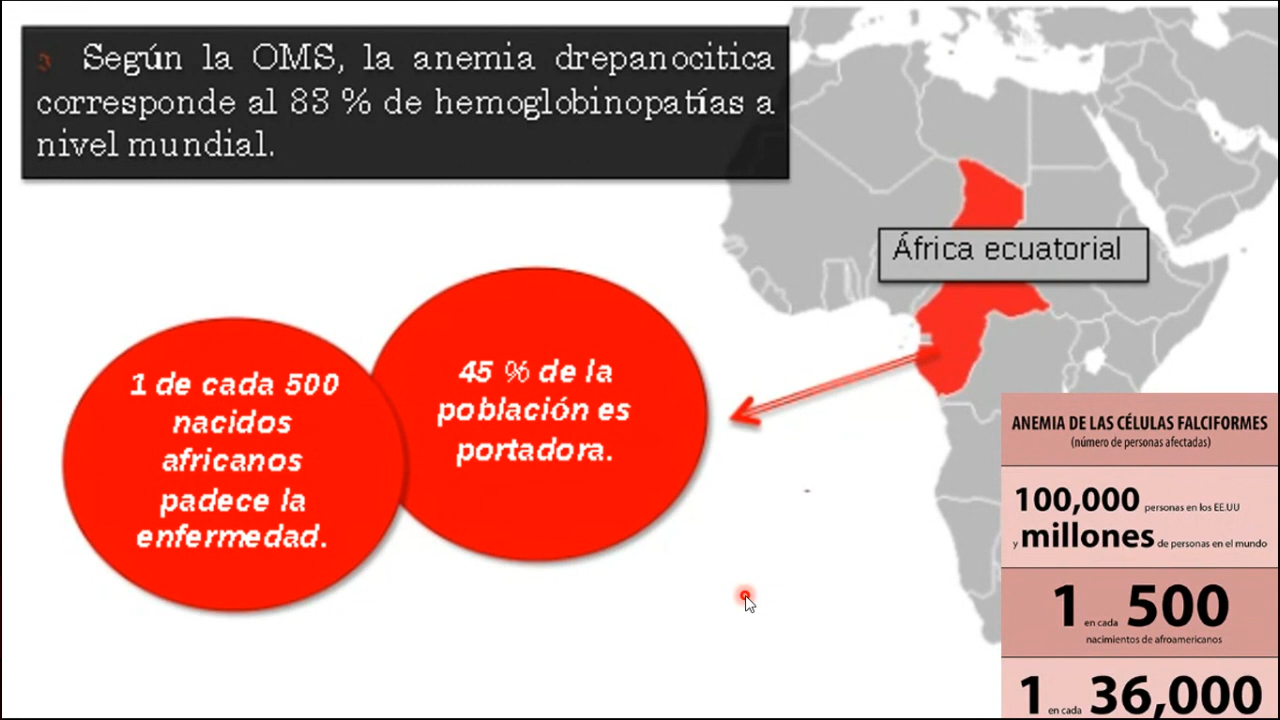 Según la OMS, la anemia drepanocitica
corresponde al 83 % de hemoglobinopatías a
nivel mundial.
África ecuatorial
45 % de la
población es
portadora.
1 de cada 500
nacidos
africanos
padece la
enfermedad.
ANEMIA DE LAS CÉLULAS FALCIFORMES
(número de personas afectadas)
100,000 personas en los EE.UU
y millones de personas en el mundo
1 en cada 500
nacimientos de afroamericanos
1 en cada 36,000